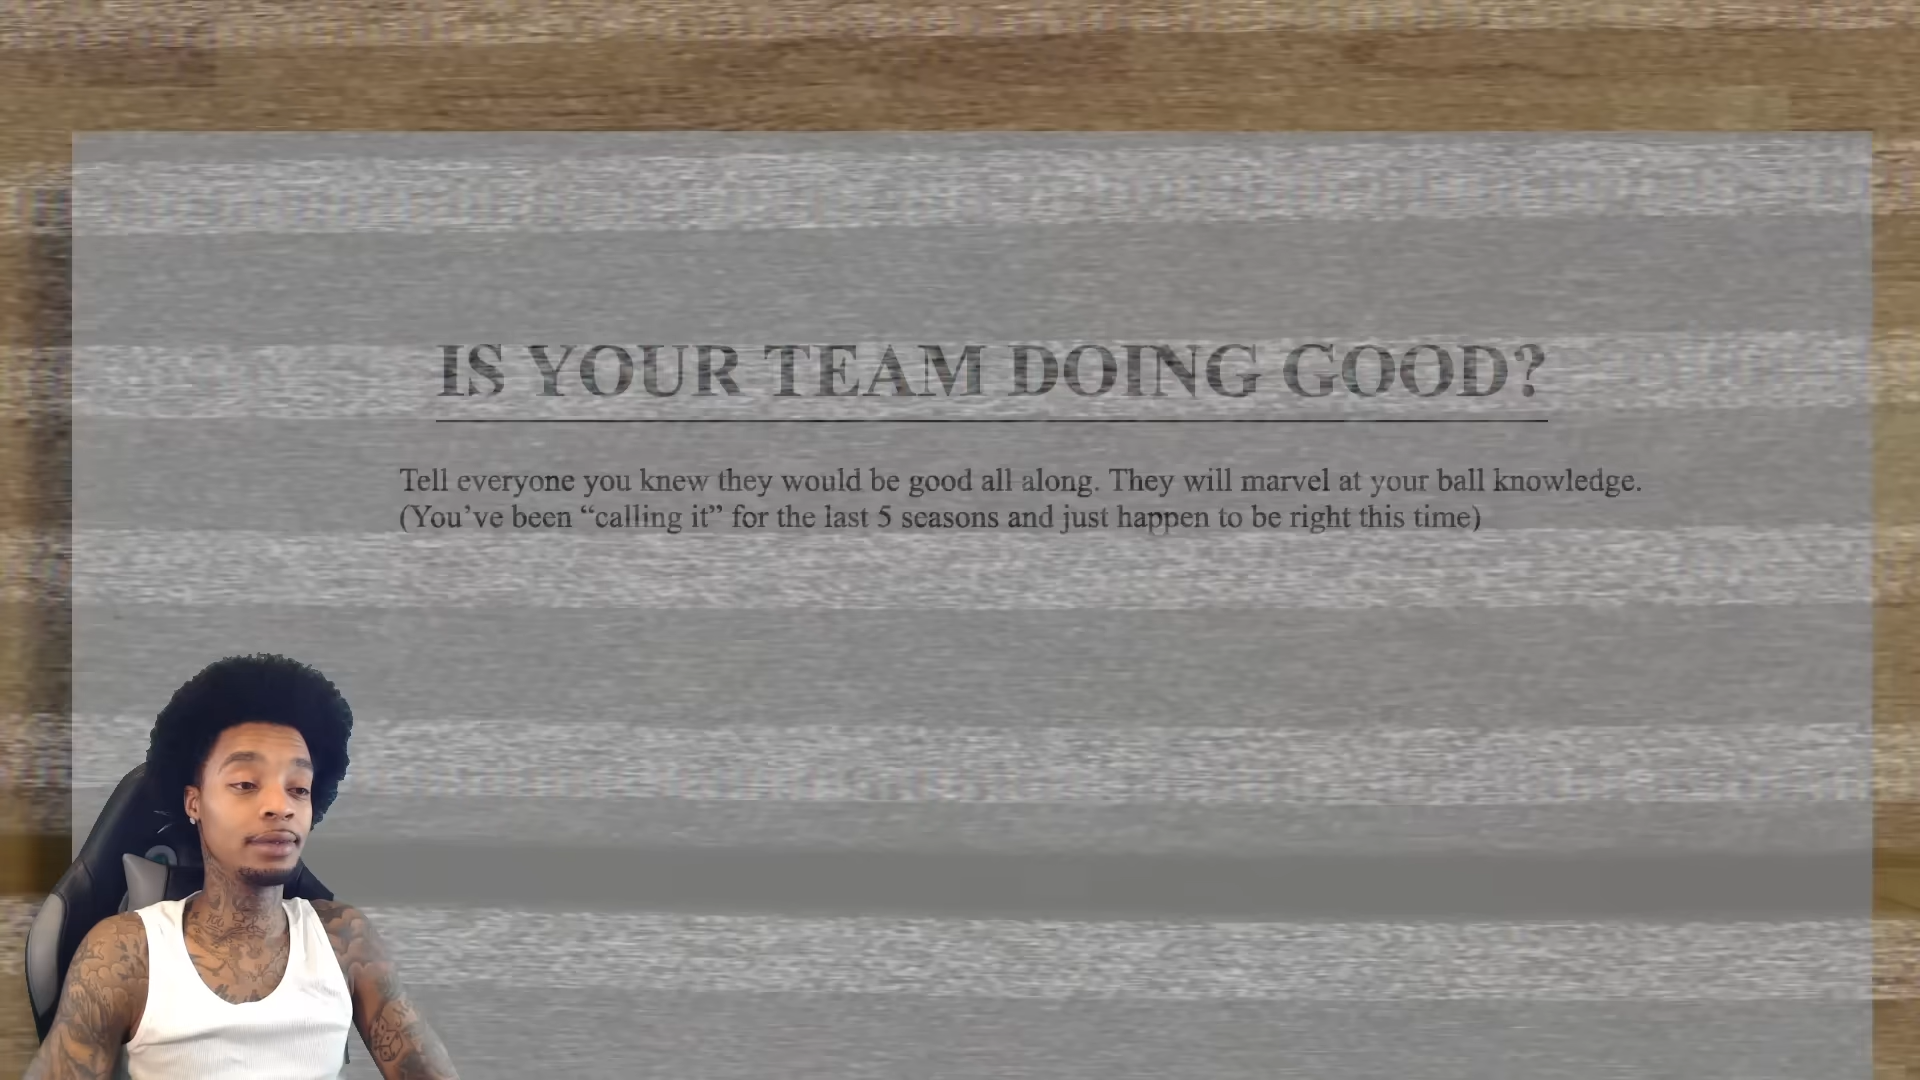 IS YOUR TEAM DOING GOOD?
Tell everyone you knew they would be good all along. They will marvel at your ball knowledge.
(You’ve been “calling it” for the last 5 seasons and just happen to be right this time)